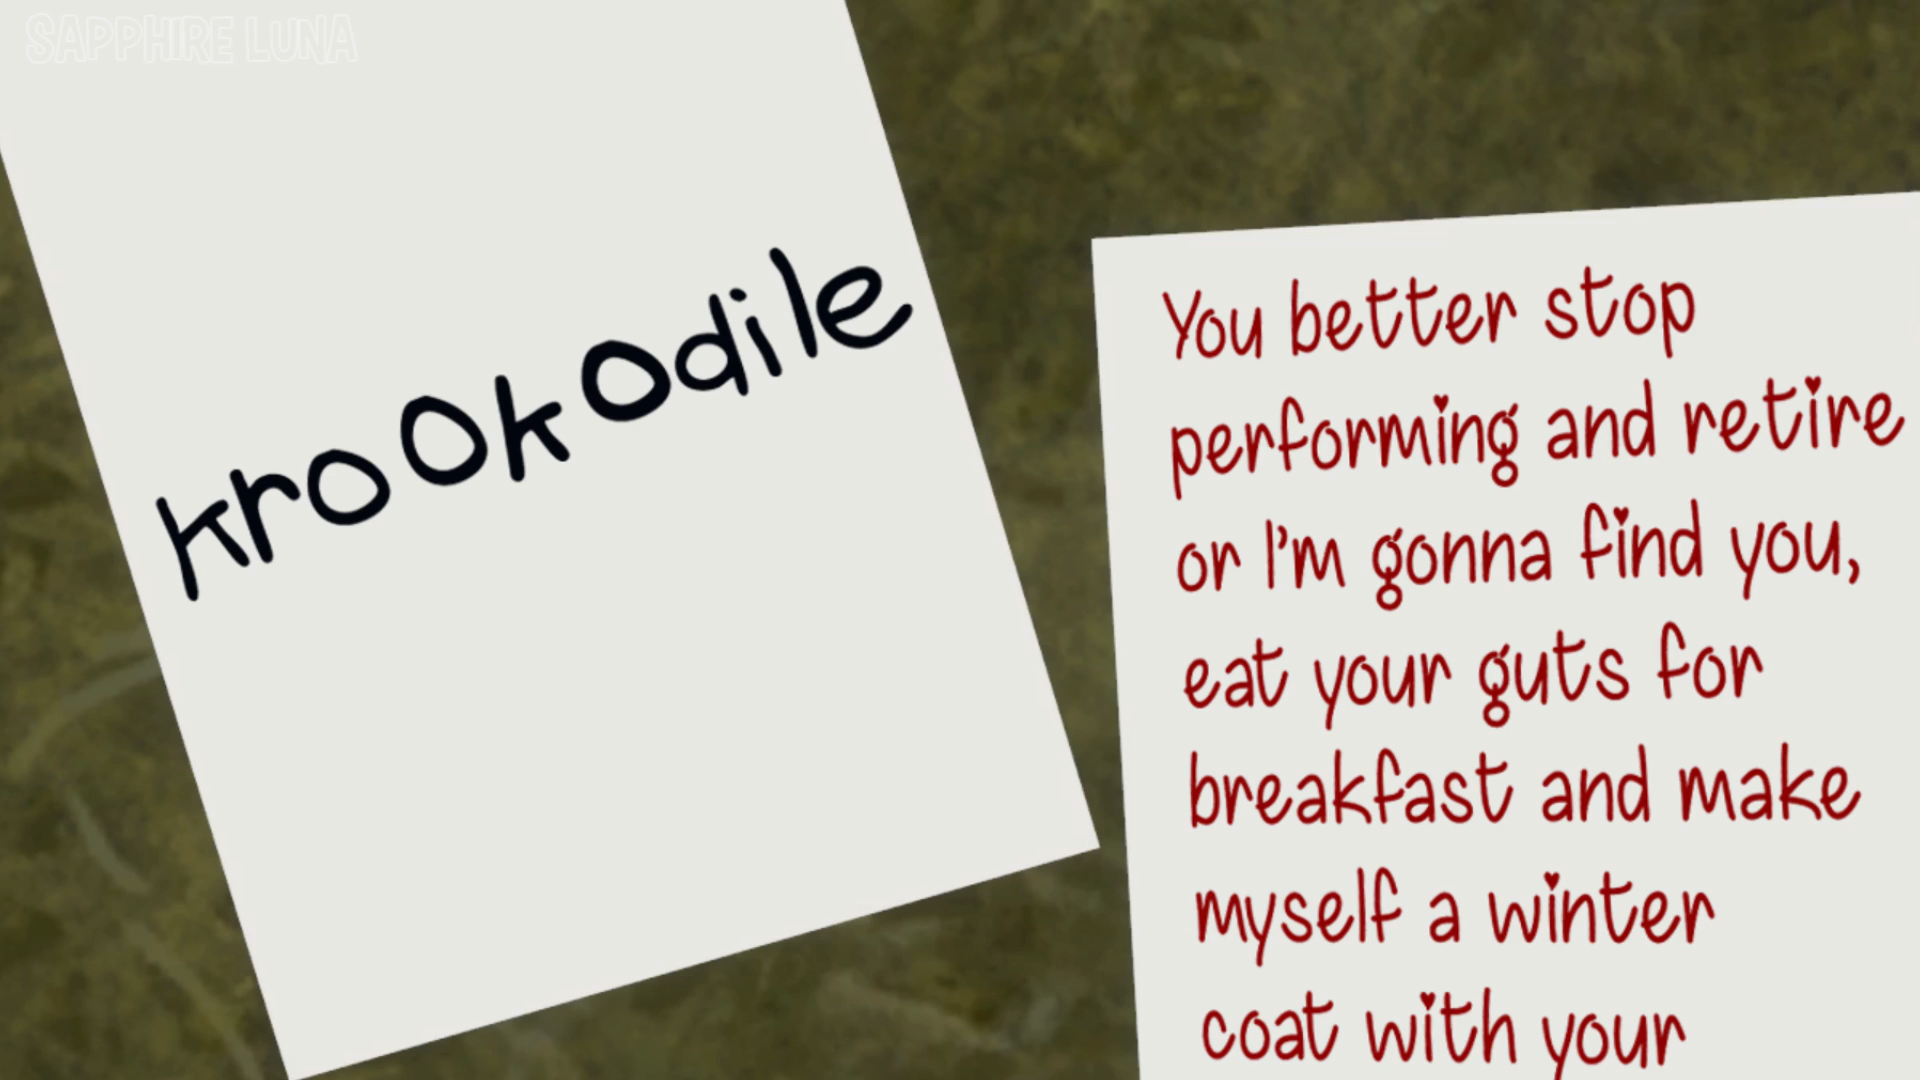 SAPPHIRE LUNA
krookodile
You better stop
performing and retire
or I'm gonna find you,
eat your guts for
breakfast and make
myself a winter
coat with your